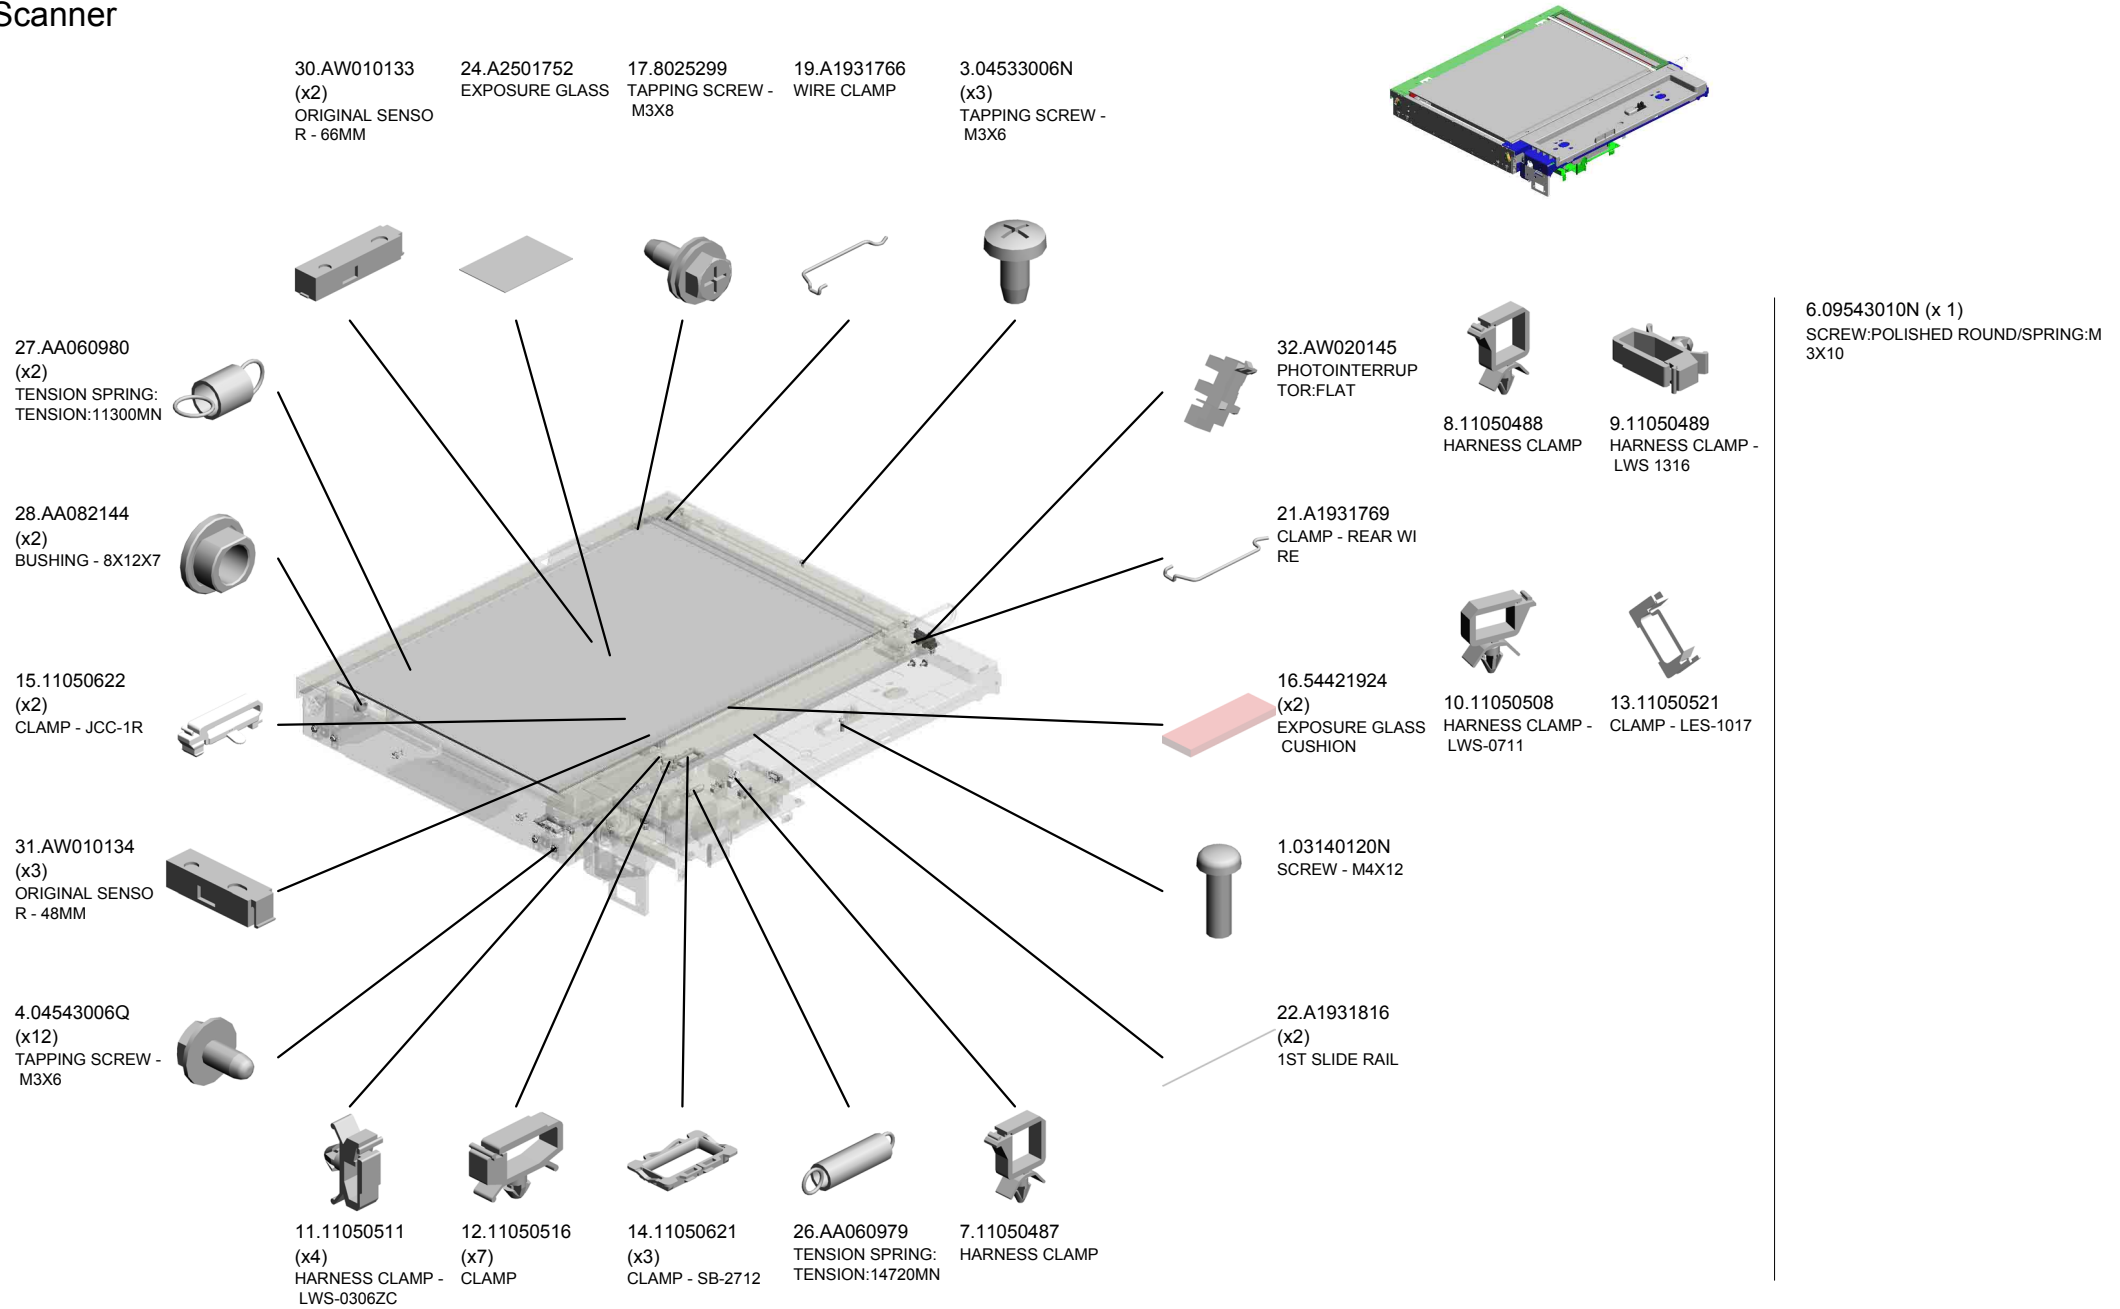 Scanner
30.AW010133
(x2)
ORIGINAL SENSO
R - 66MM
24.A2501752
EXPOSURE GLASS
17.8025299
TAPPING SCREW -
M3X8
19.A1931766
WIRE CLAMP
3.04533006N
(x3)
TAPPING SCREW -
M3X6
27.AA060980
(x2)
TENSION SPRING:
TENSION:11300MN
28.AA082144
(x2)
BUSHING - 8X12X7
15.11050622
(x2)
CLAMP - JCC-1R
31.AW010134
(x3)
ORIGINAL SENSO
R - 48MM
4.04543006Q
(x12)
TAPPING SCREW -
M3X6
32.AW020145
PHOTOINTERRUP
TOR:FLAT
21.A1931769
CLAMP - REAR WI
RE
16.54421924
(x2)
EXPOSURE GLASS
CUSHION
1.03140120N
SCREW - M4X12
22.A1931816
(x2)
1ST SLIDE RAIL
8.11050488
HARNESS CLAMP
9.11050489
HARNESS CLAMP -
LWS 1316
10.11050508
HARNESS CLAMP -
LWS-0711
13.11050521
CLAMP - LES-1017
6.09543010N (x 1)
SCREW:POLISHED ROUND/SPRING:M
3X10
11.11050511
(x4)
HARNESS CLAMP -
LWS-0306ZC
12.11050516
(x7)
CLAMP
14.11050621
(x3)
CLAMP - SB-2712
26.AA060979
TENSION SPRING:
TENSION:14720MN
7.11050487
HARNESS CLAMP